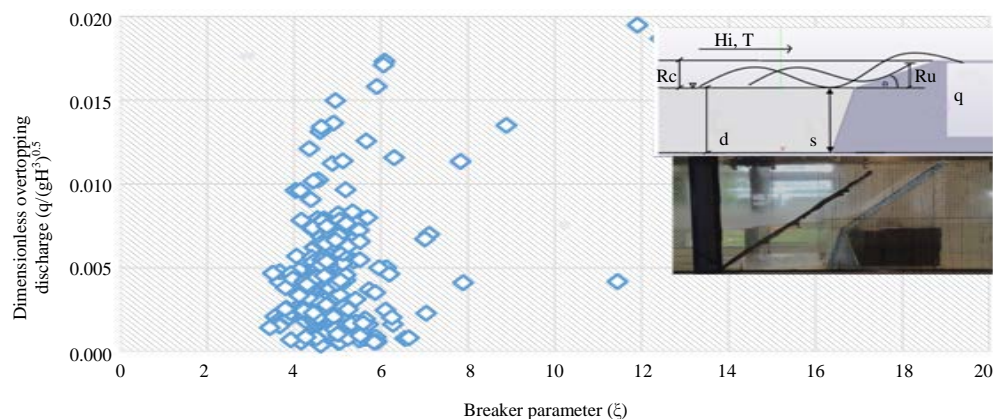 Dimensionless overtopping
discharge (q/(gH³)⁰·⁵
0.020
0.015
0.010
0.005
0.000
0 2 4 6 8 10 12 14 16 18 20
Breaker parameter (ξ)
Hi, T
Rc
Ru
q
d
s